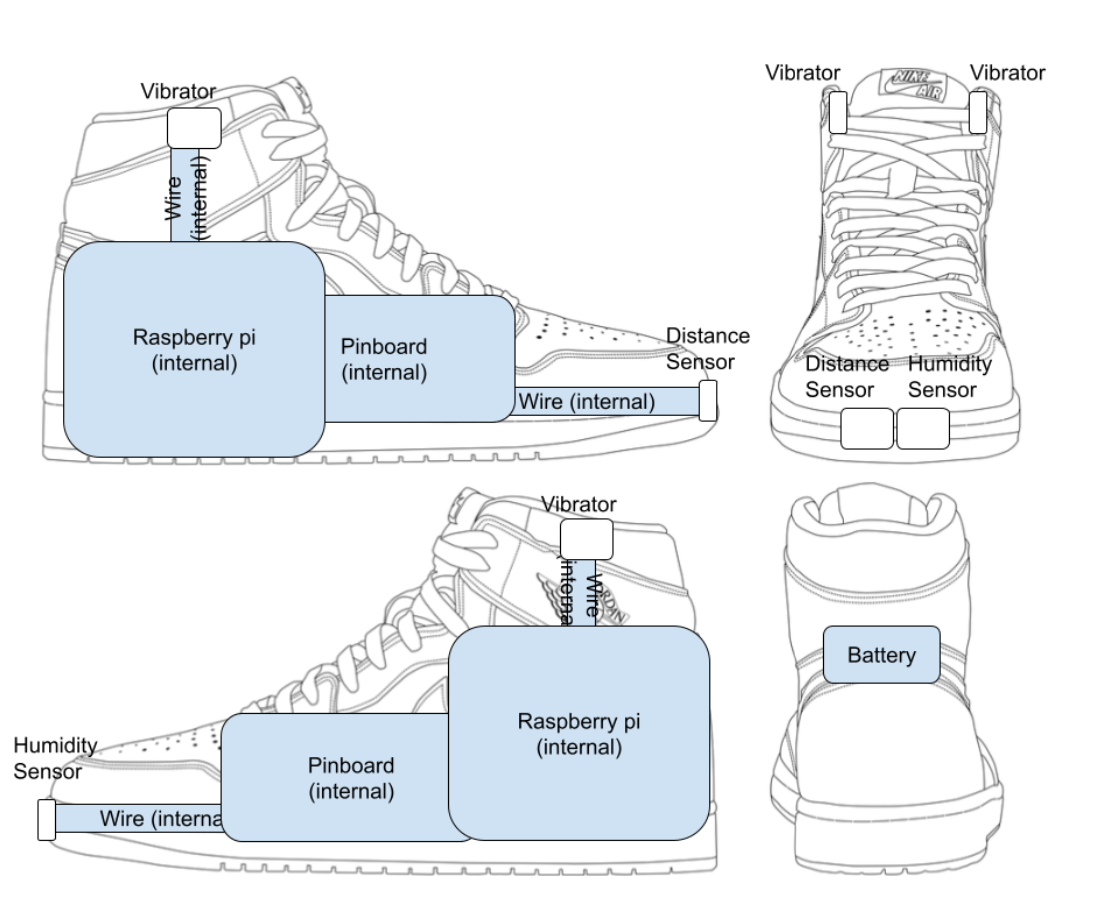 Vibrator
Wire
(internal)
Raspberry pi
(internal)
Pinboard
(internal)
Distance
Sensor
Wire (internal)
Vibrator
Vibrator
NIKE
AIR
Distance
Sensor
Humidity
Sensor
Vibrator
Wire
(interna
RDAN
Raspberry pi
(internal)
Pinboard
(internal)
Humidity
Sensor
Wire (interna
Battery